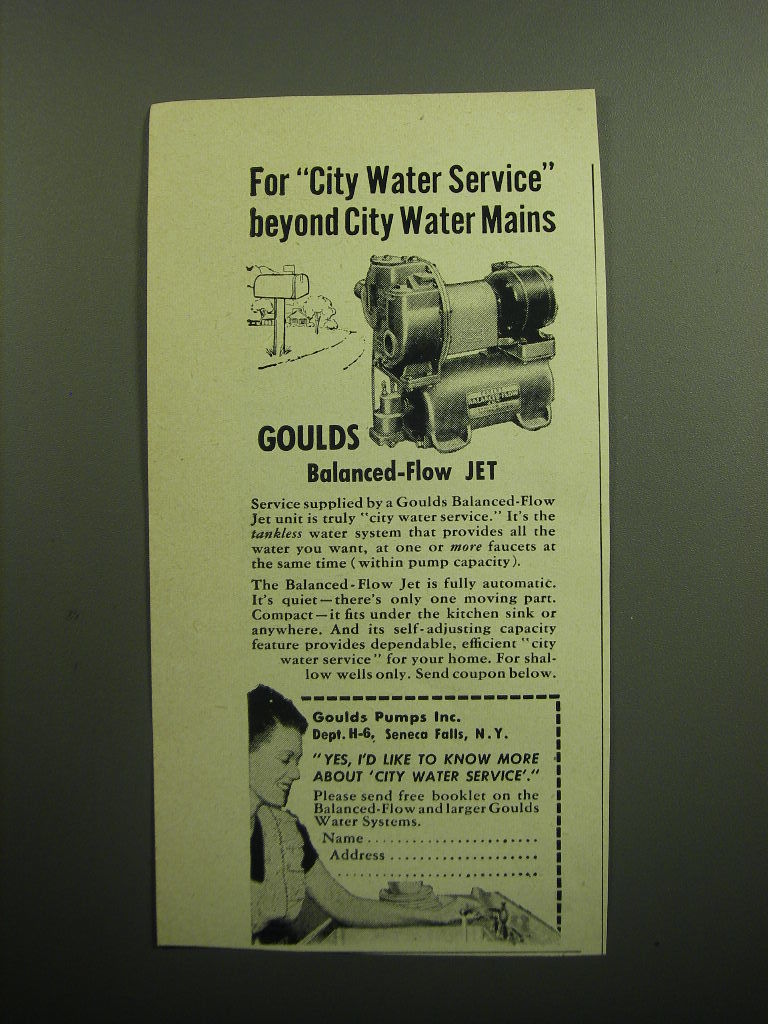 For "City Water Service"
beyond City Water Mains
GOULDS
Balanced-Flow JET
Service supplied by a Goulds Balanced-Flow
Jet unit is truly "city water service." It's the
tankless water system that provides all the
water you want, at one or more faucets at
the same time (within pump capacity).
The Balanced-Flow Jet is fully automatic.
It's quiet—there's only one moving part.
Compact—it fits under the kitchen sink or
anywhere. And its self-adjusting capacity
feature provides dependable, efficient "city
water service" for your home. For shal-
low wells only. Send coupon below.
Goulds Pumps Inc.
Dept. H-6, Seneca Falls, N.Y.
"YES, I'D LIKE TO KNOW MORE
ABOUT 'CITY WATER SERVICE'."
Please send free booklet on the
Balanced-Flow and larger Goulds
Water Systems.
Name
Address